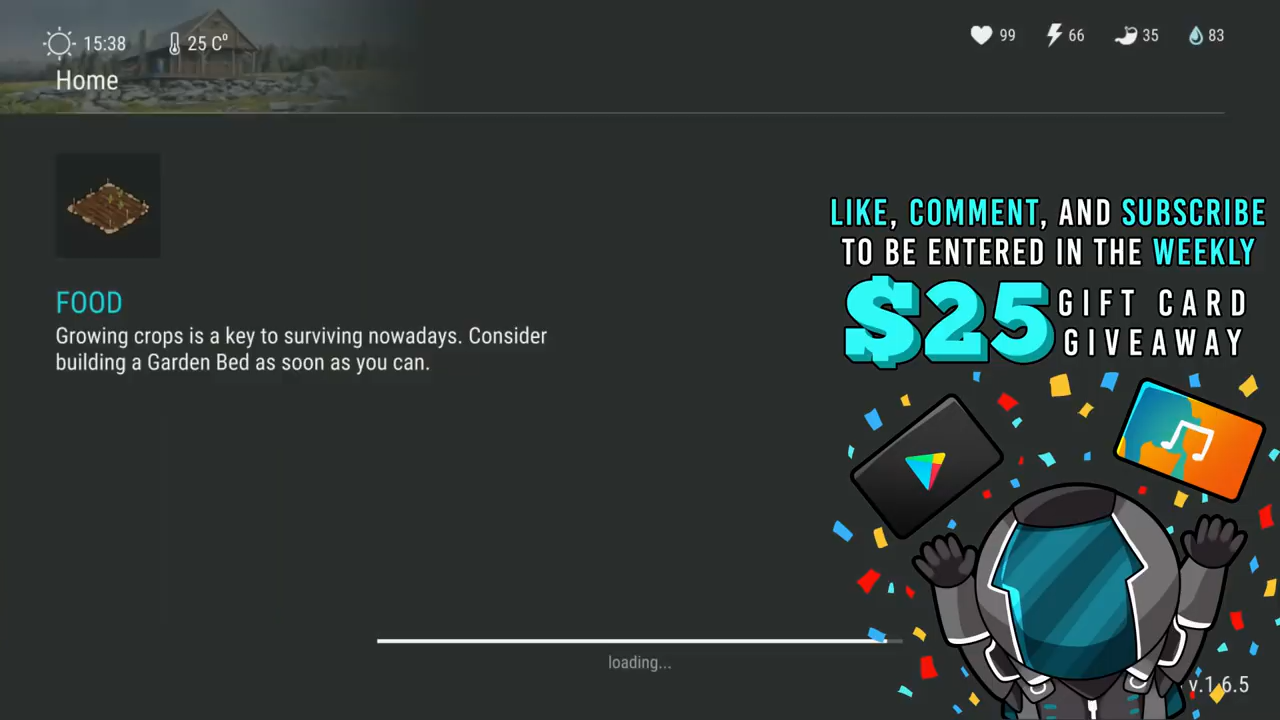 15:38
25 C⁰
Home
99
66
35
83
FOOD
Growing crops is a key to surviving nowadays. Consider
building a Garden Bed as soon as you can.
LIKE, COMMENT, AND SUBSCRIBE
TO BE ENTERED IN THE WEEKLY
$25 GIFT CARD
GIVEAWAY
loading...
v.1.6.5